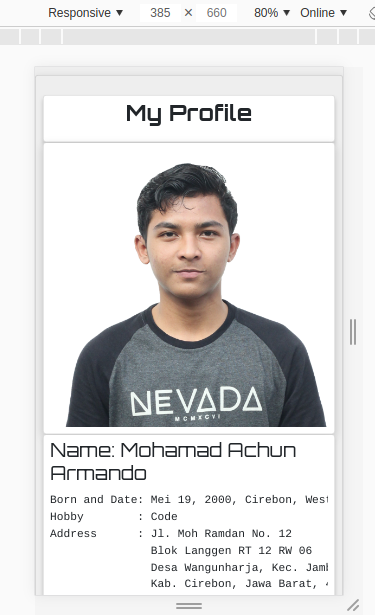 Responsive ▼ 385 × 660 80% ▼ Online ▼
My Profile
NEVADA
MCMXCVI
Name: Mohamad Achun
Armando
Born and Date: Mei 19, 2000, Cirebon, West
Hobby : Code
Address : Jl. Moh Ramdan No. 12
Blok Langgen RT 12 RW 06
Desa Wangunharja, Kec. Jamb
Kab. Cirebon, Jawa Barat,